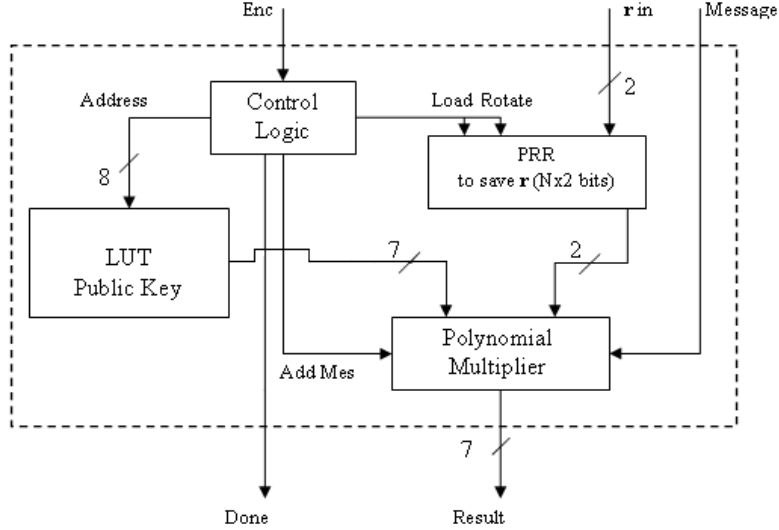 Enc
r in
Message
Address
Control
Logic
Load Rotate
2
PRR
to save r (Nx2 bits)
8
LUT
Public Key
7
2
Polynomial
Multiplier
Add Mes
7
Done
Result